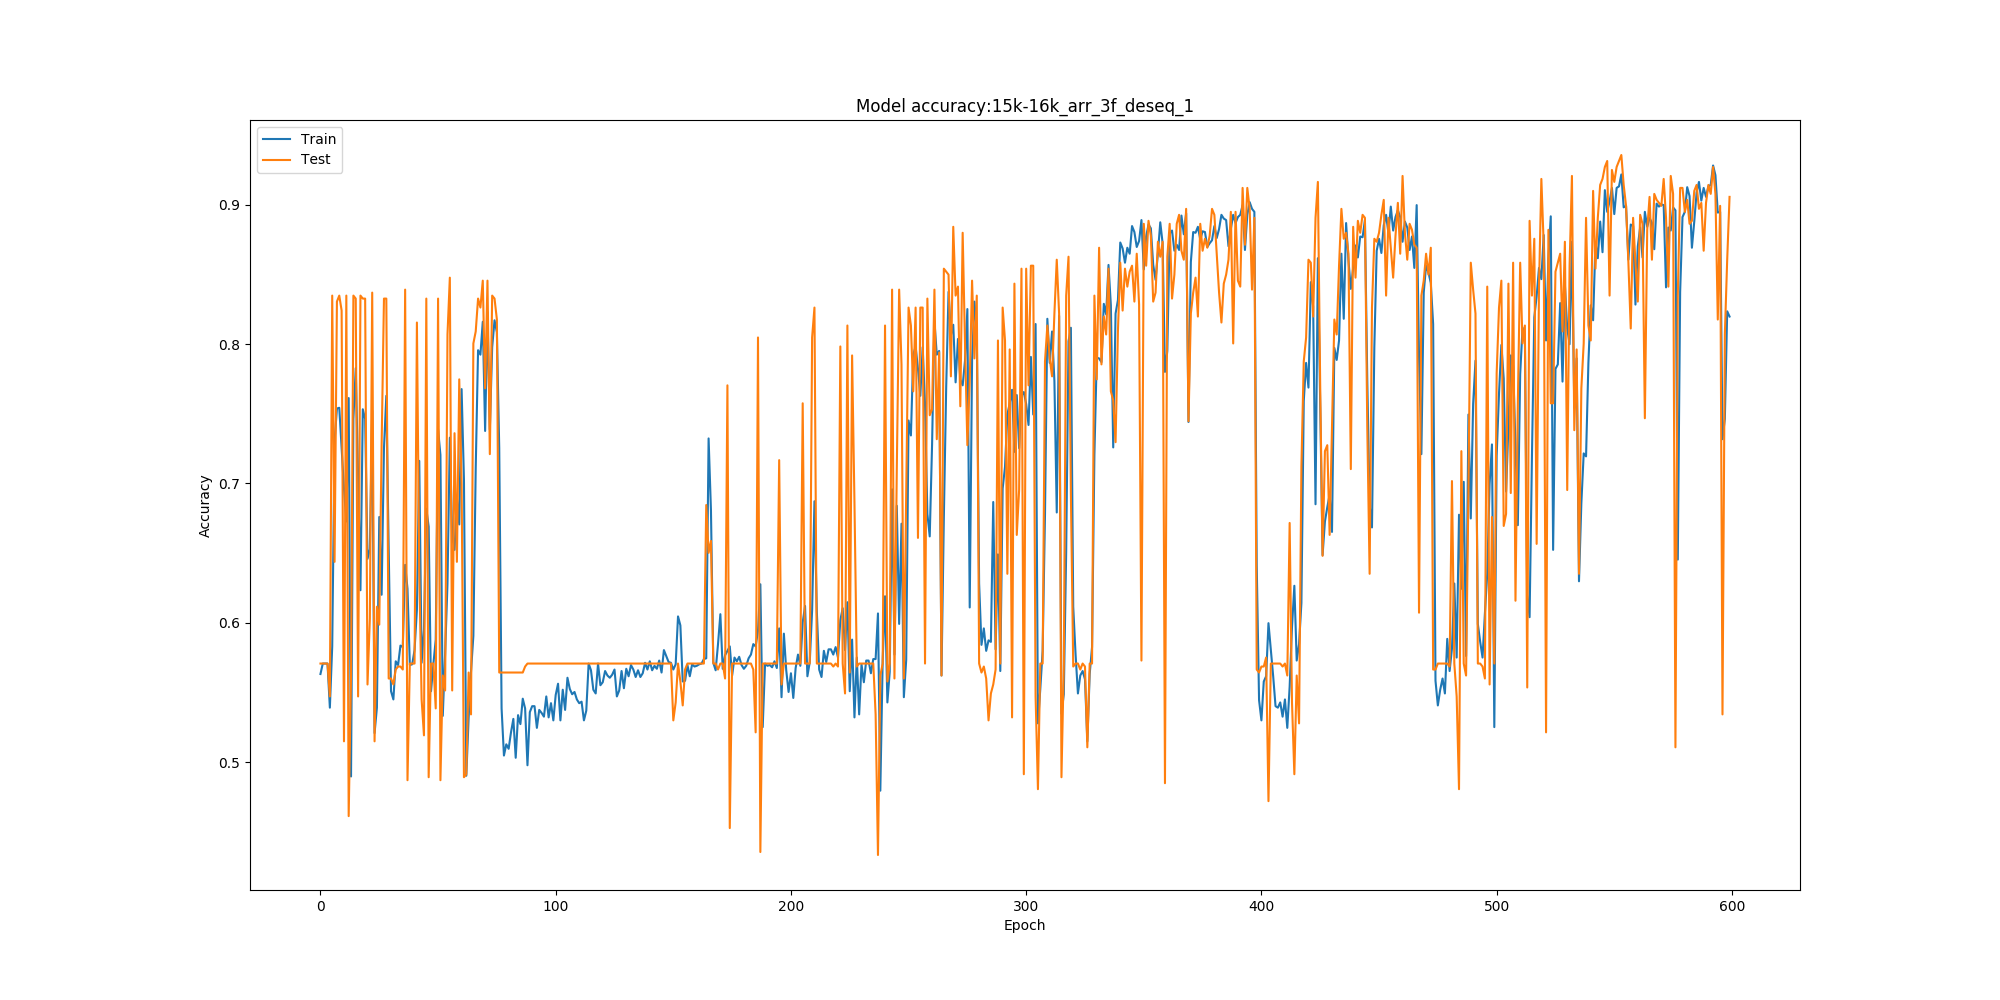 Model accuracy:15k-16k_arr_3f_deseq_1
Train
Test
Accuracy
0.9
0.8
0.7
0.6
0.5
0 100 200 300 400 500 600
Epoch